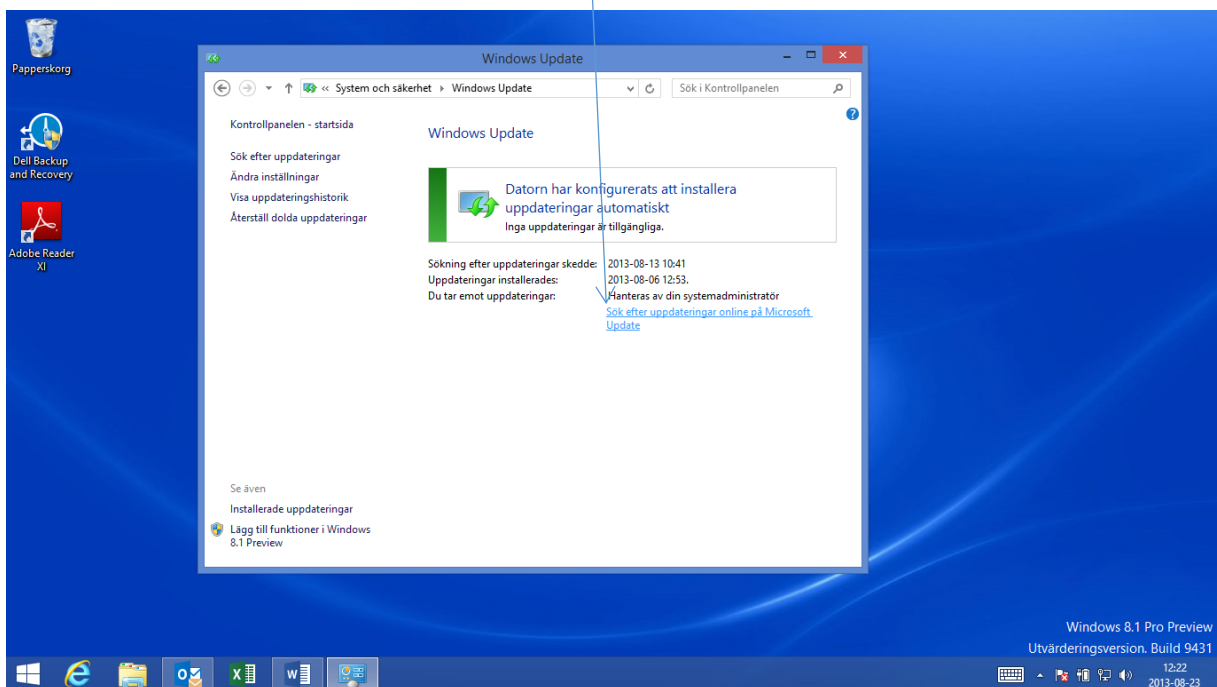 Papperskorg
Dell Backup
and Recovery
Adobe Reader
XI
Windows Update
« System och säkerhet Windows Update
Sök i Kontrollpanelen
Kontrollpanelen - startsida
Sök efter uppdateringar
Ändra inställningar
Visa uppdateringshistorik
Återställ dolda uppdateringar
Windows Update
Datorn har konfigurerats att installera
uppdateringar automatiskt
Inga uppdateringar är tillgängliga.
Sökning efter uppdateringar skedde: 2013-08-13 10:41
Uppdateringar installerades: 2013-08-06 12:53.
Du tar emot uppdateringar: Hanteras av din systemadministratör
Sök efter uppdateringar online på Microsoft
Update
Se även
Installerade uppdateringar
Lägg till funktioner i Windows
8.1 Preview
Windows 8.1 Pro Preview
Utvärderingsversion. Build 9431
12:22
2013-08-23